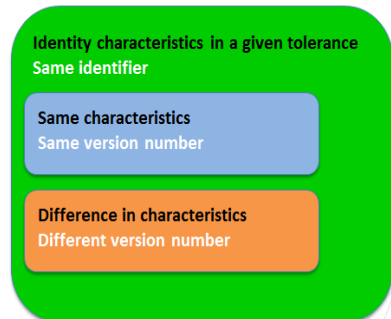 Identity characteristics in a given tolerance
Same identifier
Same characteristics
Same version number
Difference in characteristics
Different version number